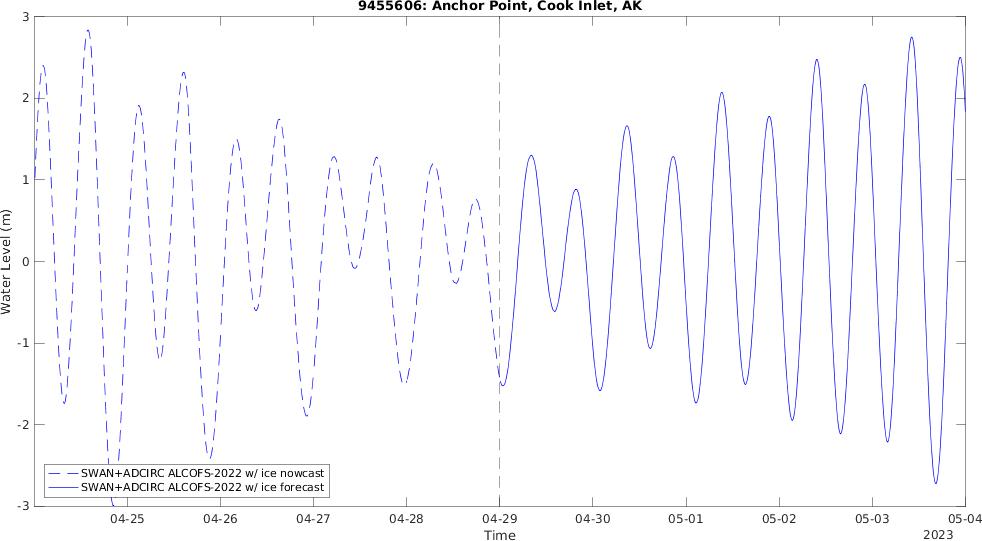 9455606: Anchor Point, Cook Inlet, AK
3
2
1
0
-1
-2
-3
Water Level (m)
SWAN+ADCIRC ALCOFS-2022 w/ ice nowcast
SWAN+ADCIRC ALCOFS-2022 w/ ice forecast
04-25 04-26 04-27 04-28 04-29 04-30 05-01 05-02 05-03 05-04
Time
2023